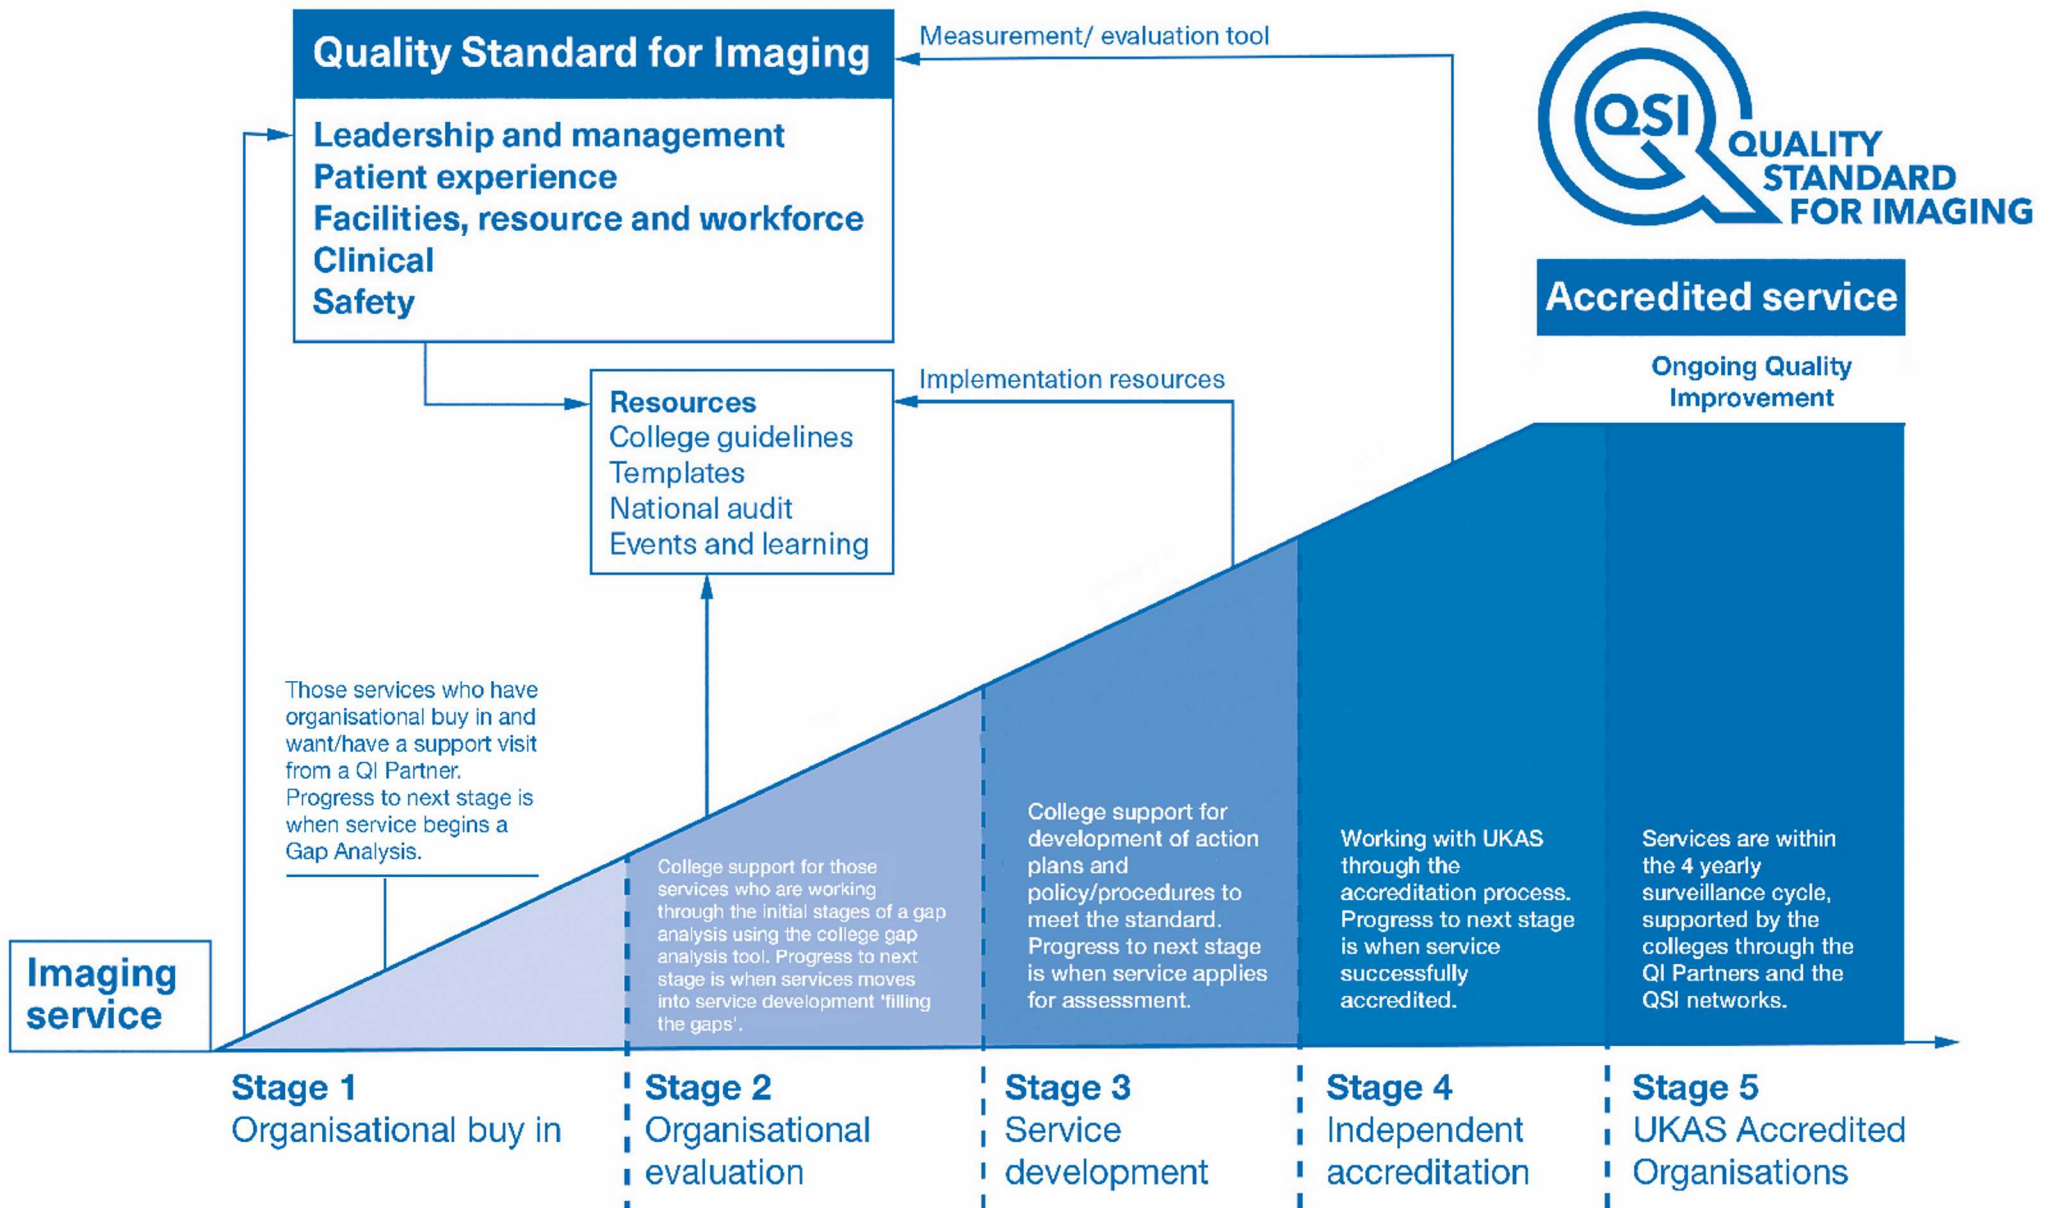 Quality Standard for Imaging
Leadership and management
Patient experience
Facilities, resource and workforce
Clinical
Safety
Measurement/ evaluation tool
QSI
QUALITY
STANDARD
FOR IMAGING
Accredited service
Ongoing Quality
Improvement
Resources
College guidelines
Templates
National audit
Events and learning
Implementation resources
Those services who have
organisational buy in and
want/have a support visit
from a QI Partner.
Progress to next stage is
when service begins a
Gap Analysis.
College support for those
services who are working
through the initial stages of a gap
analysis using the college gap
analysis tool. Progress to next
stage is when services moves
into service development 'filling
the gaps'.
College support for
development of action
plans and
policy/procedures to
meet the standard.
Progress to next stage
is when service applies
for assessment.
Working with UKAS
through the
accreditation process.
Progress to next stage
is when service
successfully
accredited.
Services are within
the 4 yearly
surveillance cycle,
supported by the
colleges through the
QI Partners and the
QSI networks.
Imaging
service
Stage 1
Organisational buy in
Stage 2
Organisational
evaluation
Stage 3
Service
development
Stage 4
Independent
accreditation
Stage 5
UKAS Accredited
Organisations